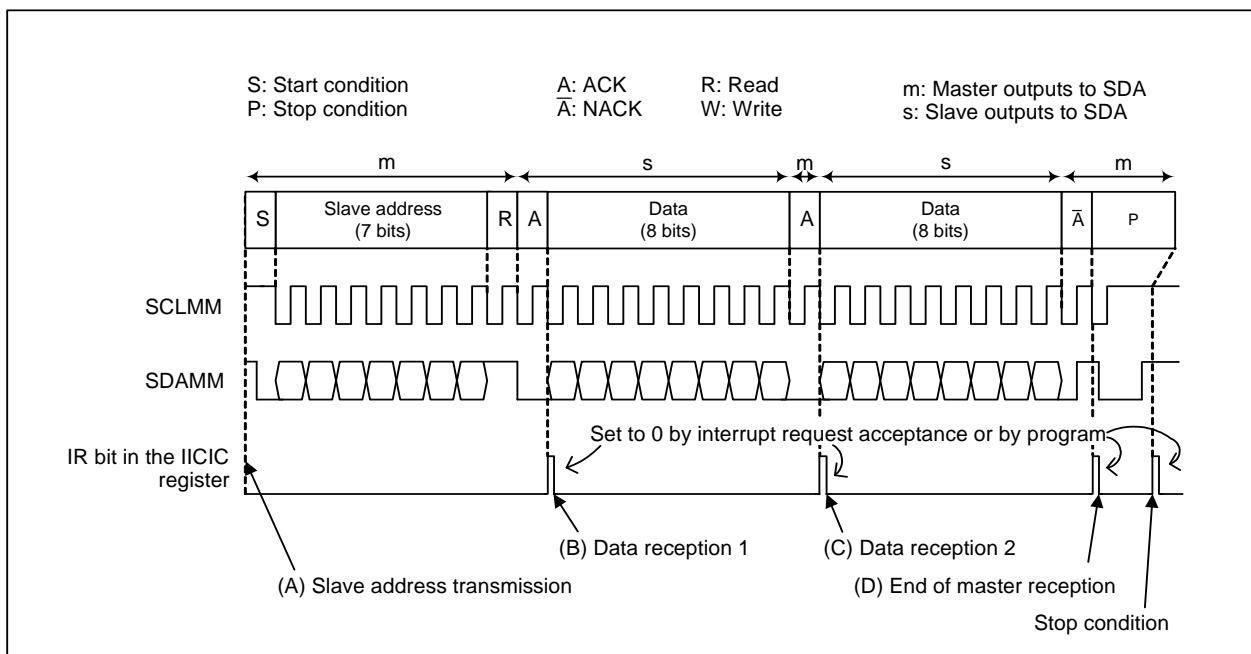 S: Start condition
P: Stop condition
A: ACK
A̅: NACK
R: Read
W: Write
m: Master outputs to SDA
s: Slave outputs to SDA
m s m s m
S Slave address (7 bits) R A Data (8 bits) A Data (8 bits) A̅ P
SCLMM
SDAMM
Set to 0 by interrupt request acceptance or by program
IR bit in the IICIC
register
(B) Data reception 1
(C) Data reception 2
(A) Slave address transmission
(D) End of master reception
Stop condition